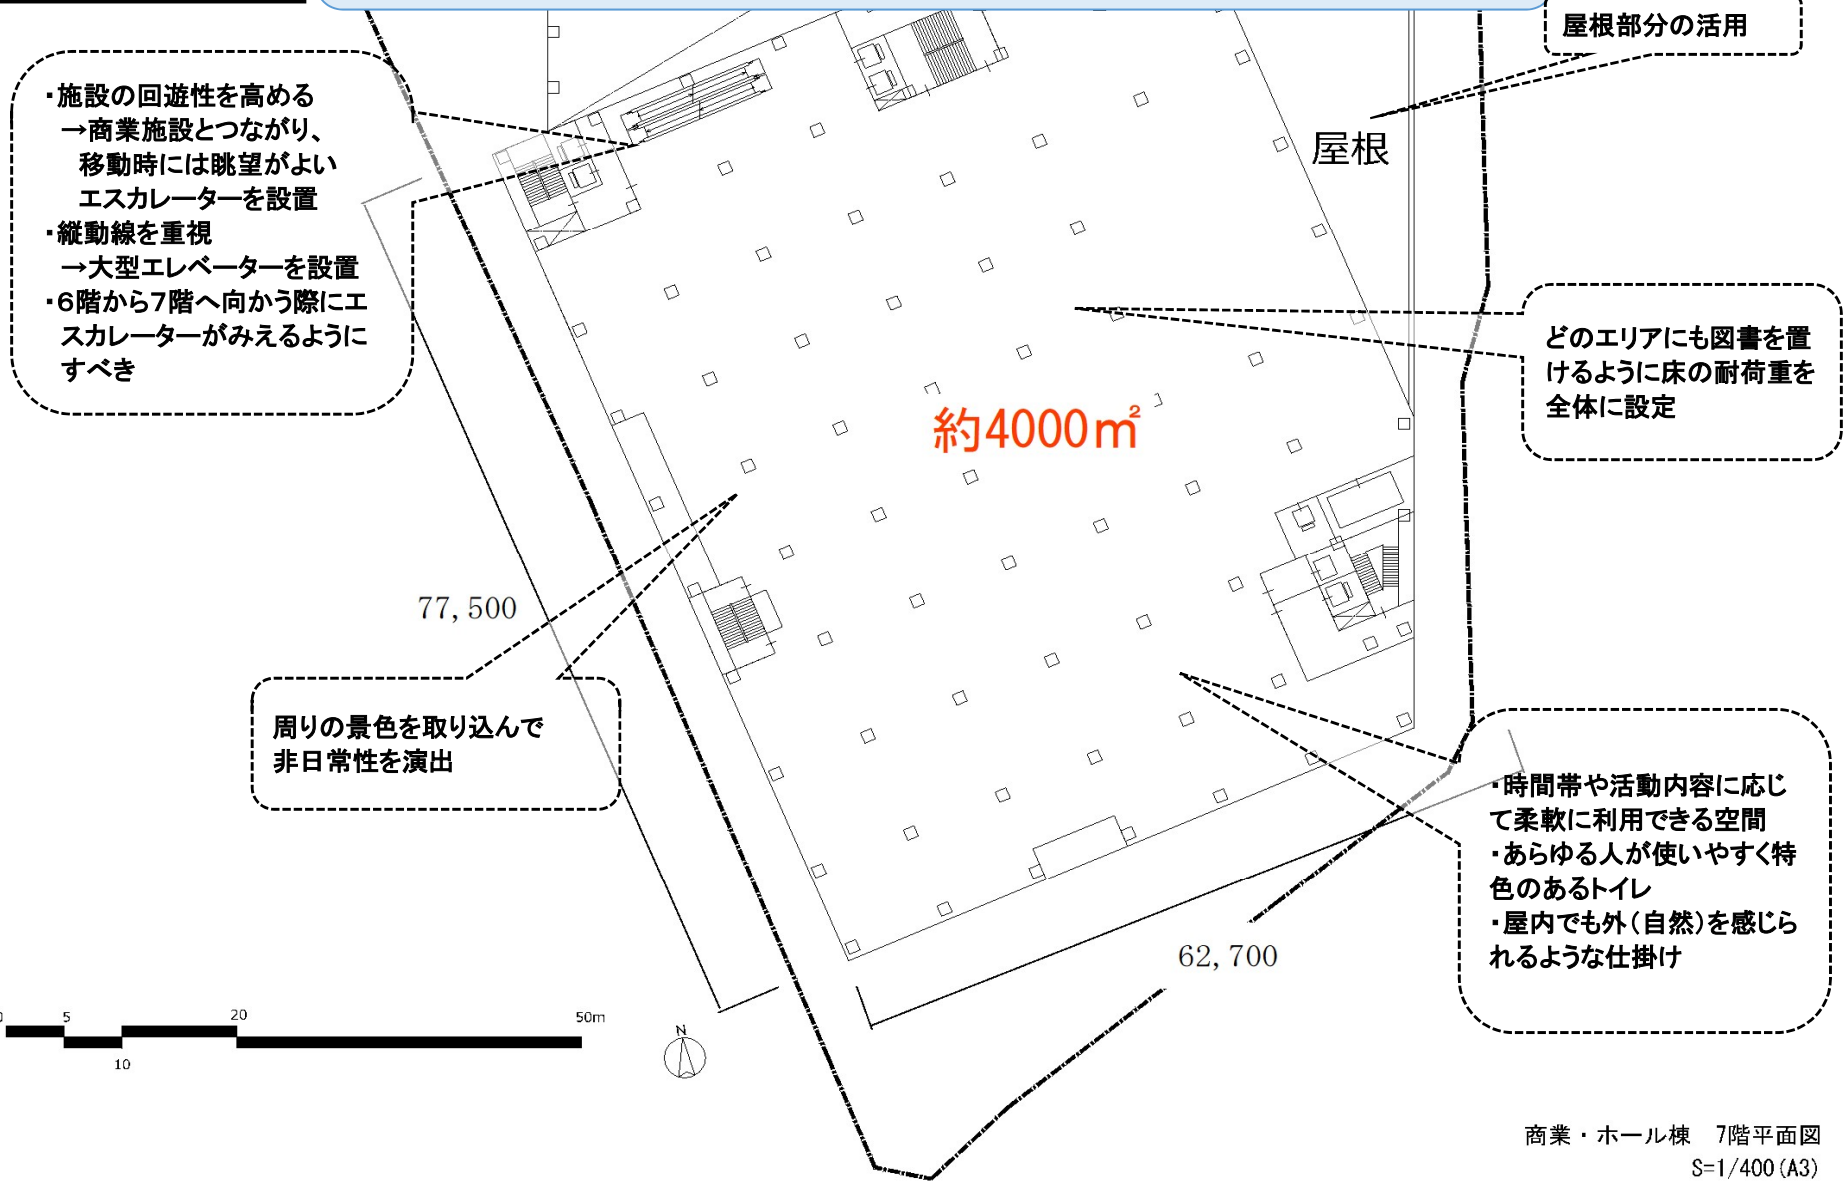 屋根部分の活用
・施設の回遊性を高める
→商業施設とつながり、
移動時には眺望がよい
エスカレーターを設置
・縦動線を重視
→大型エレベーターを設置
・6階から7階へ向かう際にエ
スカレーターがみえるように
すべき
屋根
どのエリアにも図書を置
けるように床の耐荷重を
全体に設定
約4000㎡
77,500
周りの景色を取り込んで
非日常性を演出
・時間帯や活動内容に応じ
て柔軟に利用できる空間
・あらゆる人が使いやすく特
色のあるトイレ
・屋内でも外(自然)を感じら
れるような仕掛け
62,700
0 5 20 50m
10
N
商業・ホール棟 7階平面図
S=1/400(A3)